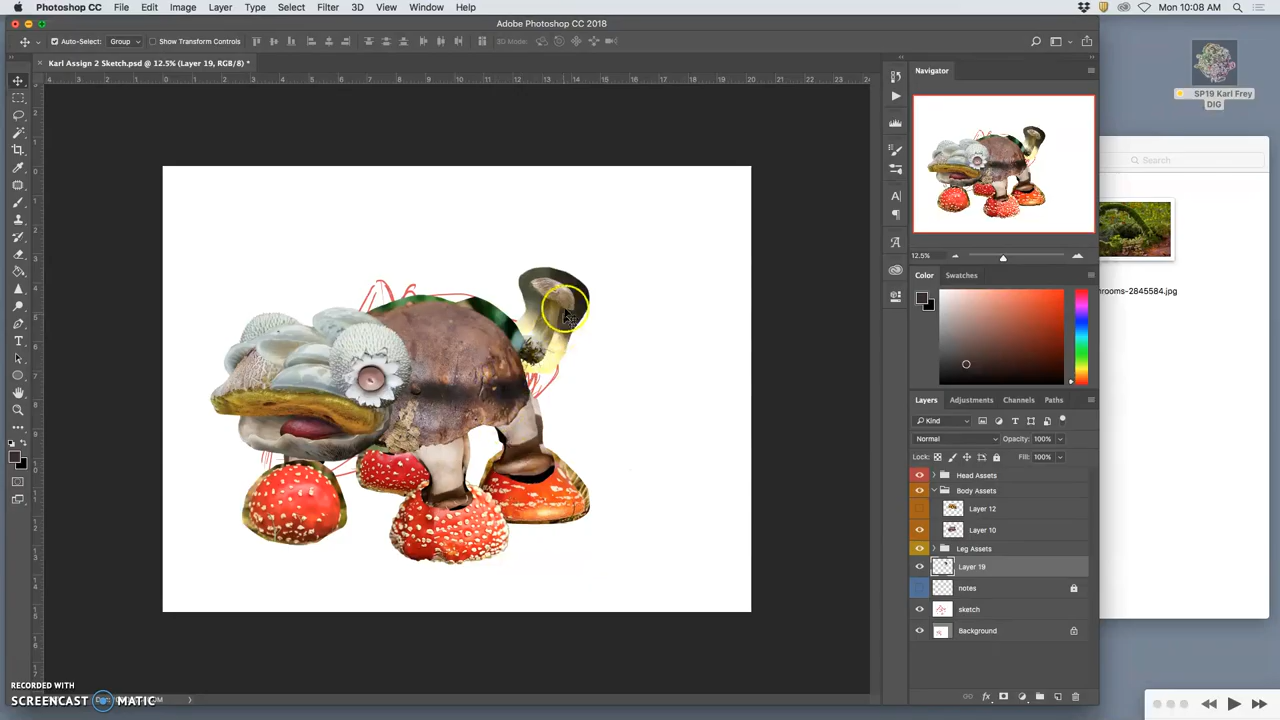 Photoshop CC File Edit Image Layer Type Select Filter 3D View Window Help Mon 10:08 AM
Adobe Photoshop CC 2018
Auto-Select: Group Show Transform Controls 3D Mode:
× Karl Assign 2 Sketch.psd @ 12.5% (Layer 19, RGB/8) *
Navigator
SP19 Karl Frey
DIG
Search
12.5%
Color Swatches
rooms-2845584.jpg
Layers Adjustments Channels Paths
Kind
Normal Opacity: 100%
Lock: Fill: 100%
Head Assets
Body Assets
Layer 12
Layer 10
Leg Assets
Layer 19
notes
sketch
Background
RECORDED WITH
SCREENCAST MATIC